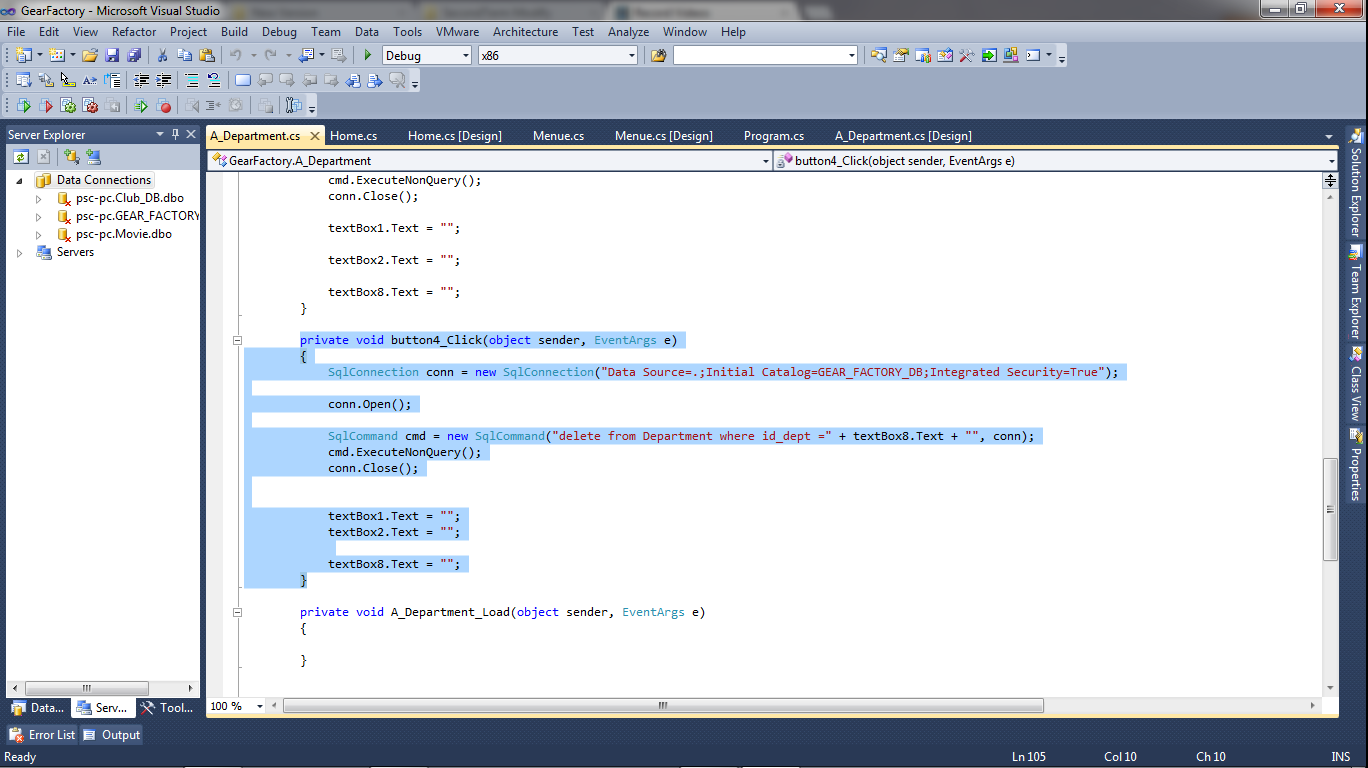 GearFactory - Microsoft Visual Studio
File Edit View Refactor Project Build Debug Team Data Tools VMware Architecture Test Analyze Window Help
Debug x86
Server Explorer
A_Department.cs Home.cs Home.cs [Design] Menue.cs Menue.cs [Design] Program.cs A_Department.cs [Design]
GearFactory.A_Department button4_Click(object sender, EventArgs e)
Data Connections
psc-pc.Club_DB.dbo
psc-pc.GEAR_FACTORY
psc-pc.Movie.dbo
Servers
cmd.ExecuteNonQuery();
conn.Close();
textBox1.Text = "";
textBox2.Text = "";
textBox8.Text = "";
}
private void button4_Click(object sender, EventArgs e)
{
SqlConnection conn = new SqlConnection("Data Source=.;Initial Catalog=GEAR_FACTORY_DB;Integrated Security=True");
conn.Open();
SqlCommand cmd = new SqlCommand("delete from Department where id_dept =" + textBox8.Text + "", conn);
cmd.ExecuteNonQuery();
conn.Close();
textBox1.Text = "";
textBox2.Text = "";
textBox8.Text = "";
}
private void A_Department_Load(object sender, EventArgs e)
{
}
Solution Explorer
Team Explorer
Class View
Properties
100 %
Data... Serv... Tool...
Error List Output
Ready Ln 105 Col 10 Ch 10 INS